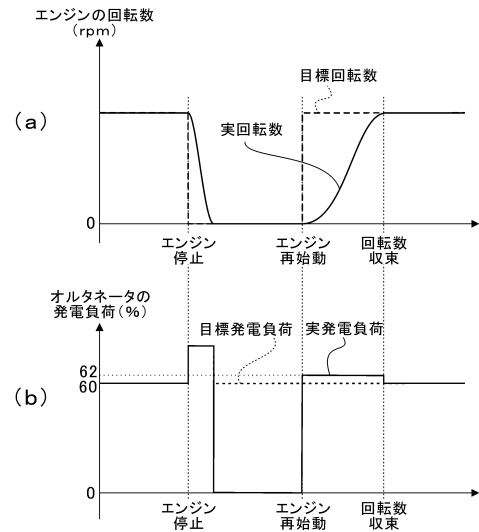 エンジンの回転数
(rpm)
(a)
目標回転数
実回転数
0
エンジン
停止
エンジン
再始動
回転数
収束
オルタネータの
発電負荷(%)
(b)
目標発電負荷
実発電負荷
62
60
0
エンジン
停止
エンジン
再始動
回転数
収束